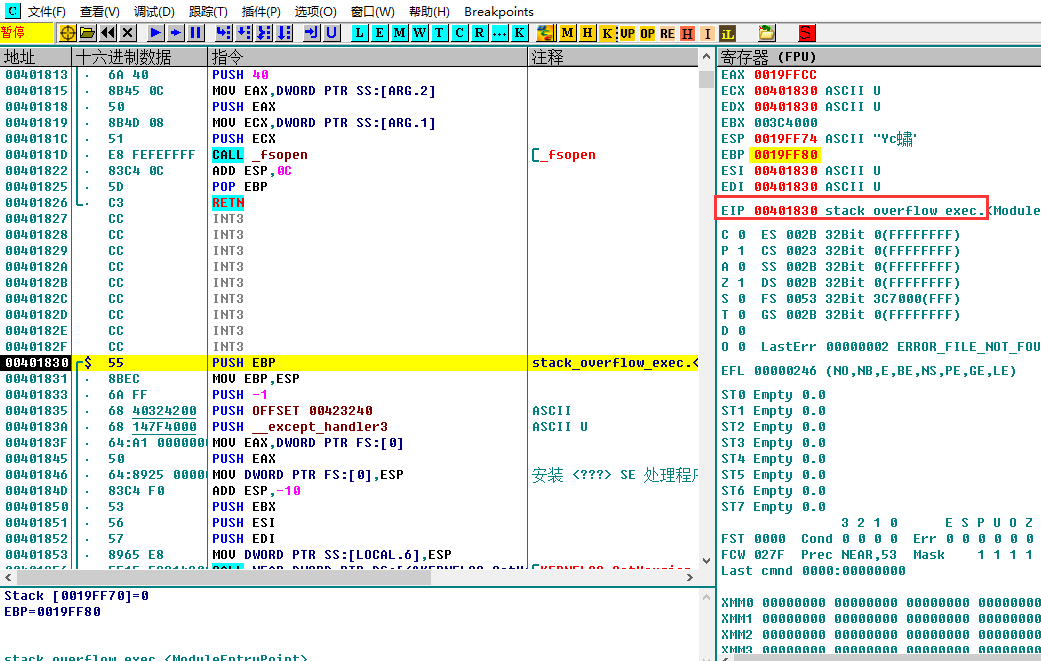 文件(F) 查看(V) 调试(D) 跟踪(T) 插件(P) 选项(O) 窗口(W) 帮助(H) Breakpoints
暂停 L E M W T C R ... K M H K VP OP RE H I iL S
地址 十六进制数据 指令 注释 寄存器 (FPU)
00401813 · 6A 40 PUSH 40
00401815 · 8B45 0C MOV EAX,DWORD PTR SS:[ARG.2]
00401818 · 50 PUSH EAX
00401819 · 8B4D 08 MOV ECX,DWORD PTR SS:[ARG.1]
0040181C · 51 PUSH ECX
0040181D · E8 FEFEFFFF CALL _fsopen [_fsopen
00401822 · 83C4 0C ADD ESP,0C
00401825 · 5D POP EBP
00401826 · C3 RETN
00401827 CC INT3
00401828 CC INT3
00401829 CC INT3
0040182A CC INT3
0040182B CC INT3
0040182C CC INT3
0040182D CC INT3
0040182E CC INT3
0040182F CC INT3
00401830 $ 55 PUSH EBP stack_overflow_exec.<
00401831 · 8BEC MOV EBP,ESP
00401833 · 6A FF PUSH -1
00401835 · 68 40324200 PUSH OFFSET 00423240 ASCII
0040183A · 68 147F4000 PUSH __except_handler3 ASCII U
0040183F · 64:A1 0000000 MOV EAX,DWORD PTR FS:[0]
00401845 · 50 PUSH EAX
00401846 · 64:8925 0000 MOV DWORD PTR FS:[0],ESP 安装 <???> SE 处理程序
0040184D · 83C4 F0 ADD ESP,-10
00401850 · 53 PUSH EBX
00401851 · 56 PUSH ESI
00401852 · 57 PUSH EDI
00401853 · 8965 E8 MOV DWORD PTR SS:[LOCAL.6],ESP
EAX 0019FFCC
ECX 00401830 ASCII U
EDX 00401830 ASCII U
EBX 003C4000
ESP 0019FF74 ASCII "Yc蟰"
EBP 0019FF80
ESI 00401830 ASCII U
EDI 00401830 ASCII U
EIP 00401830 stack_overflow_exec.<Module
C 0 ES 002B 32Bit 0(FFFFFFFF)
P 1 CS 0023 32Bit 0(FFFFFFFF)
A 0 SS 002B 32Bit 0(FFFFFFFF)
Z 1 DS 002B 32Bit 0(FFFFFFFF)
S 0 FS 0053 32Bit 3C7000(FFF)
T 0 GS 002B 32Bit 0(FFFFFFFF)
D 0
O 0 LastErr 00000002 ERROR_FILE_NOT_FOU
EFL 00000246 (NO,NB,E,BE,NS,PE,GE,LE)
ST0 Empty 0.0
ST1 Empty 0.0
ST2 Empty 0.0
ST3 Empty 0.0
ST4 Empty 0.0
ST5 Empty 0.0
ST6 Empty 0.0
ST7 Empty 0.0
3 2 1 0 E S P U O Z
FST 0000 Cond 0 0 0 0 Err 0 0 0 0 0 0
FCW 027F Prec NEAR,53 Mask 1 1 1 1
Last cmnd 0000:00000000
XMM0 00000000 00000000 00000000 00000000
XMM1 00000000 00000000 00000000 00000000
XMM2 00000000 00000000 00000000 00000000
XMM3 00000000 00000000 00000000 00000000
Stack [0019FF70]=0
EBP=0019FF80
stack_overflow_exec.<ModuleEntryPoint>